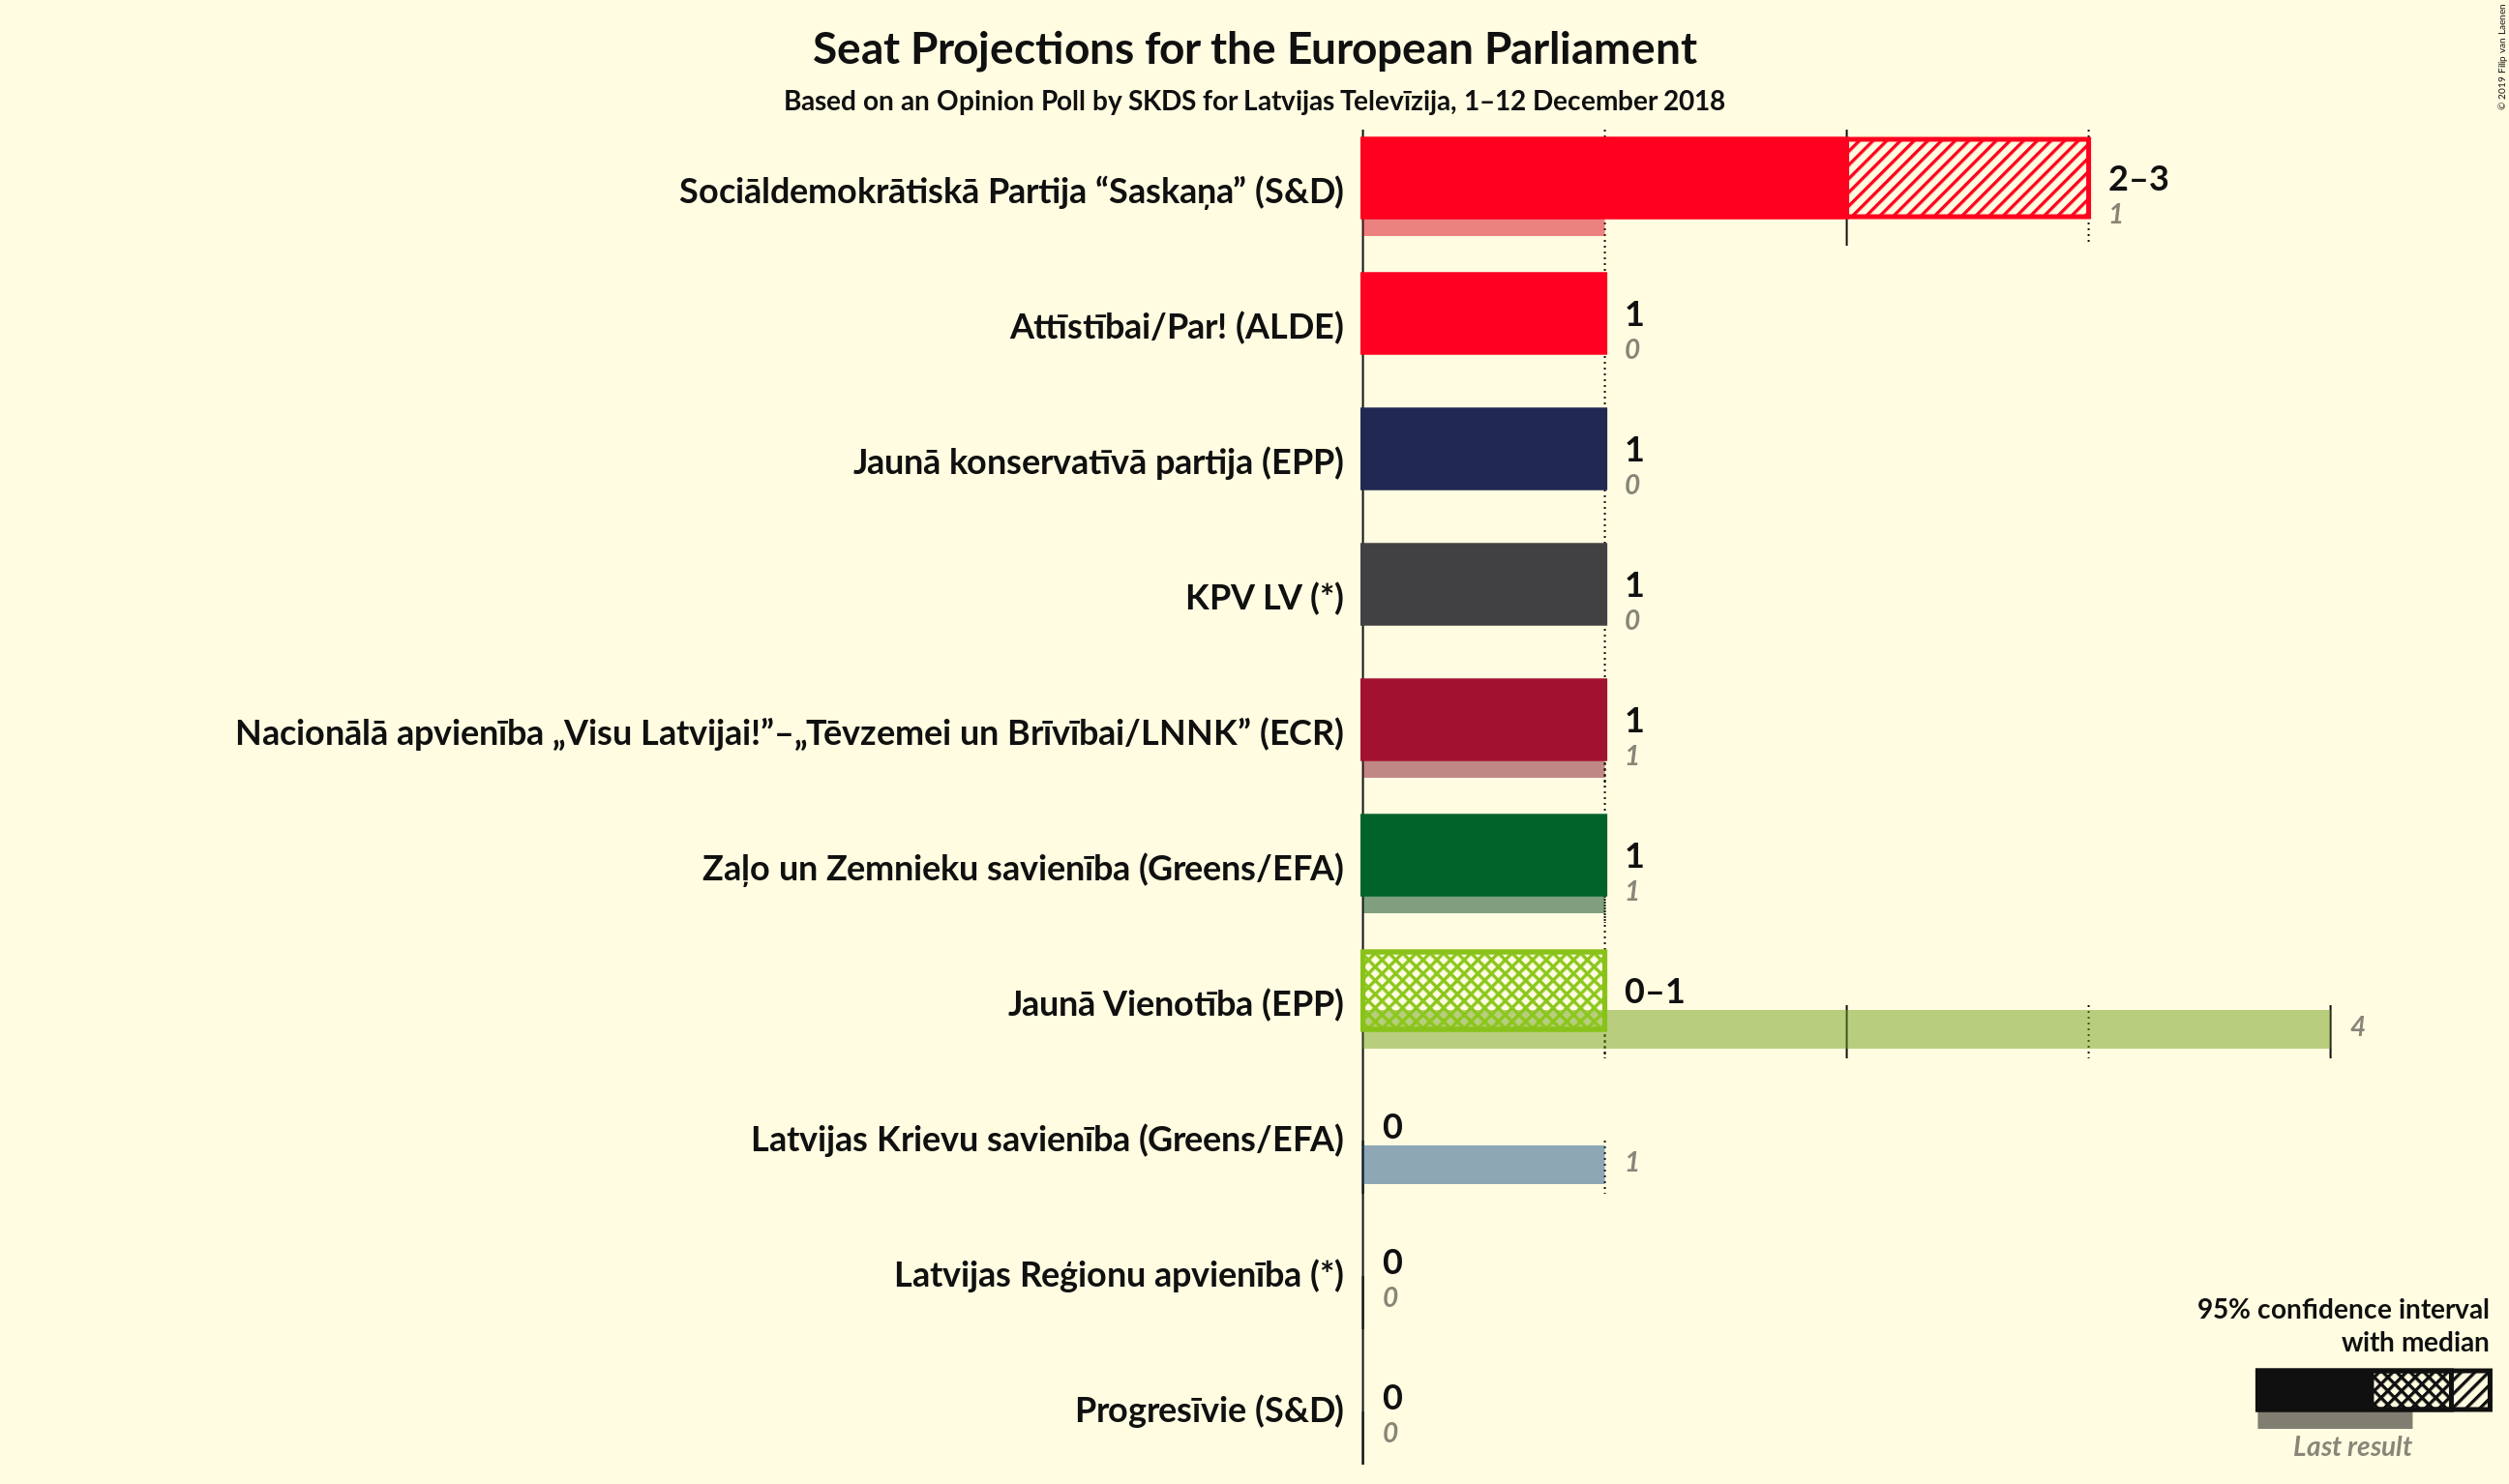 Seat Projections for the European Parliament
Based on an Opinion Poll by SKDS for Latvijas Televīzija, 1–12 December 2018
© 2019 Filip van Laenen
Sociāldemokrātiskā Partija “Saskaņa” (S&D)
2–3
1
Attīstībai/Par! (ALDE)
1
0
Jaunā konservatīvā partija (EPP)
1
0
KPV LV (*)
1
0
Nacionālā apvienība „Visu Latvijai!”–„Tēvzemei un Brīvībai/LNNK” (ECR)
1
1
Zaļo un Zemnieku savienība (Greens/EFA)
1
1
Jaunā Vienotība (EPP)
0–1
4
Latvijas Krievu savienība (Greens/EFA)
0
1
Latvijas Reģionu apvienība (*)
0
0
Progresīvie (S&D)
0
0
95% confidence interval
with median
Last result